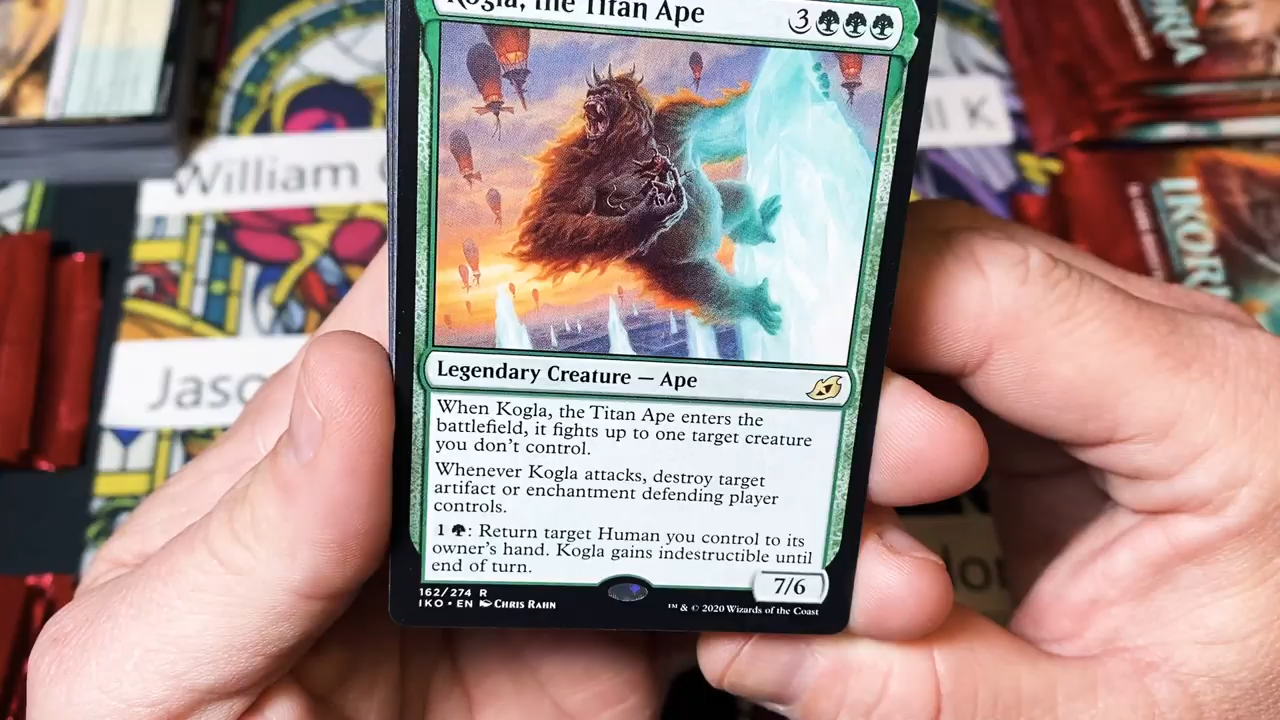 Kogla, the Titan Ape
3
Legendary Creature — Ape
When Kogla, the Titan Ape enters the
battlefield, it fights up to one target creature
you don't control.
Whenever Kogla attacks, destroy target
artifact or enchantment defending player
controls.
1 : Return target Human you control to its
owner's hand. Kogla gains indestructible until
end of turn.
7/6
162/274 R
IKO • EN Chris Rahn
™ & © 2020 Wizards of the Coast
William
Jaso
ll K
KORIA
IKORI